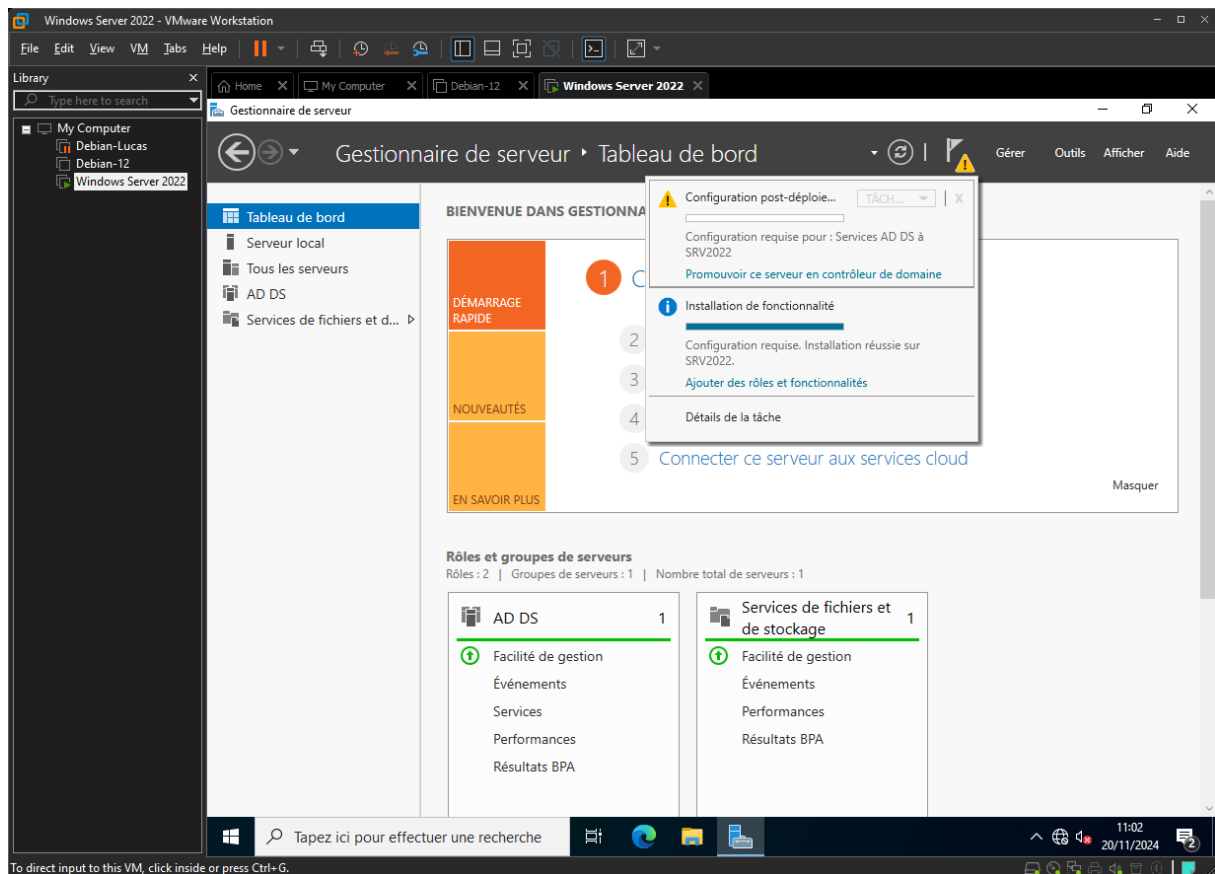 Windows Server 2022 - VMware Workstation
File Edit View VM Tabs Help
Library
Type here to search
My Computer
Debian-Lucas
Debian-12
Windows Server 2022
Home My Computer Debian-12 Windows Server 2022
Gestionnaire de serveur
Gestionnaire de serveur Tableau de bord
Gérer Outils Afficher Aide
Tableau de bord
Serveur local
Tous les serveurs
AD DS
Services de fichiers et d...
BIENVENUE DANS GESTIONNA
DÉMARRAGE
RAPIDE
NOUVEAUTÉS
EN SAVOIR PLUS
1 C
2
3
4
5 Connecter ce serveur aux services cloud
Masquer
Configuration post-déploie... TÂCH... X
Configuration requise pour : Services AD DS à
SRV2022
Promouvoir ce serveur en contrôleur de domaine
Installation de fonctionnalité
Configuration requise. Installation réussie sur
SRV2022.
Ajouter des rôles et fonctionnalités
Détails de la tâche
Rôles et groupes de serveurs
Rôles : 2 | Groupes de serveurs : 1 | Nombre total de serveurs : 1
AD DS 1
Facilité de gestion
Événements
Services
Performances
Résultats BPA
Services de fichiers et
de stockage 1
Facilité de gestion
Événements
Performances
Résultats BPA
Tapez ici pour effectuer une recherche
11:02
20/11/2024
2
To direct input to this VM, click inside or press Ctrl+G.